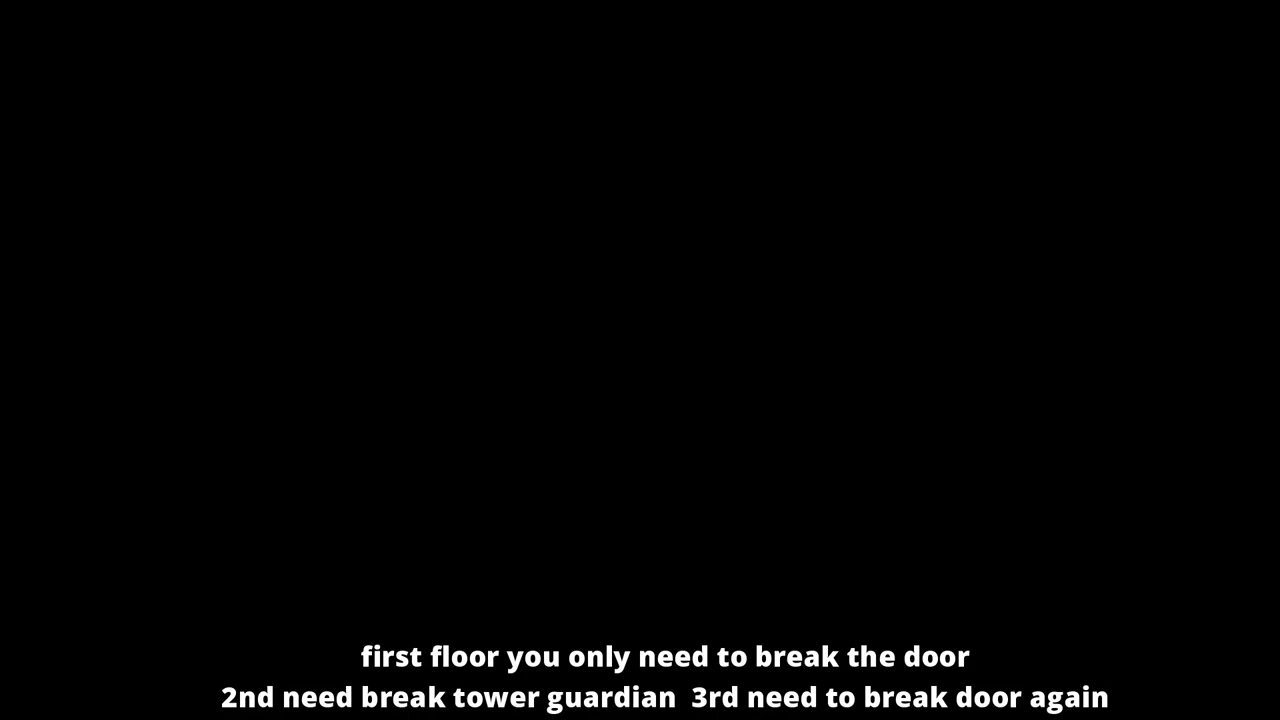 first floor you only need to break the door
2nd need break tower guardian  3rd need to break door again